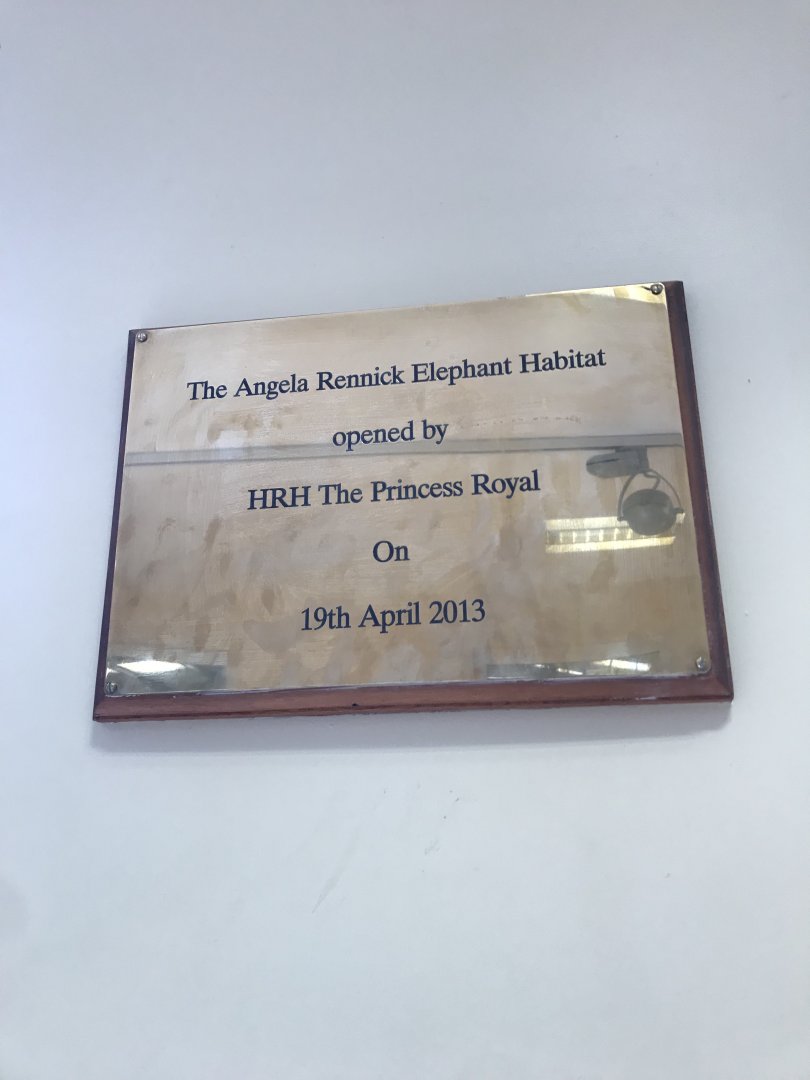 The Angela Rennick Elephant Habitat
opened by
HRH The Princess Royal
On
19th April 2013